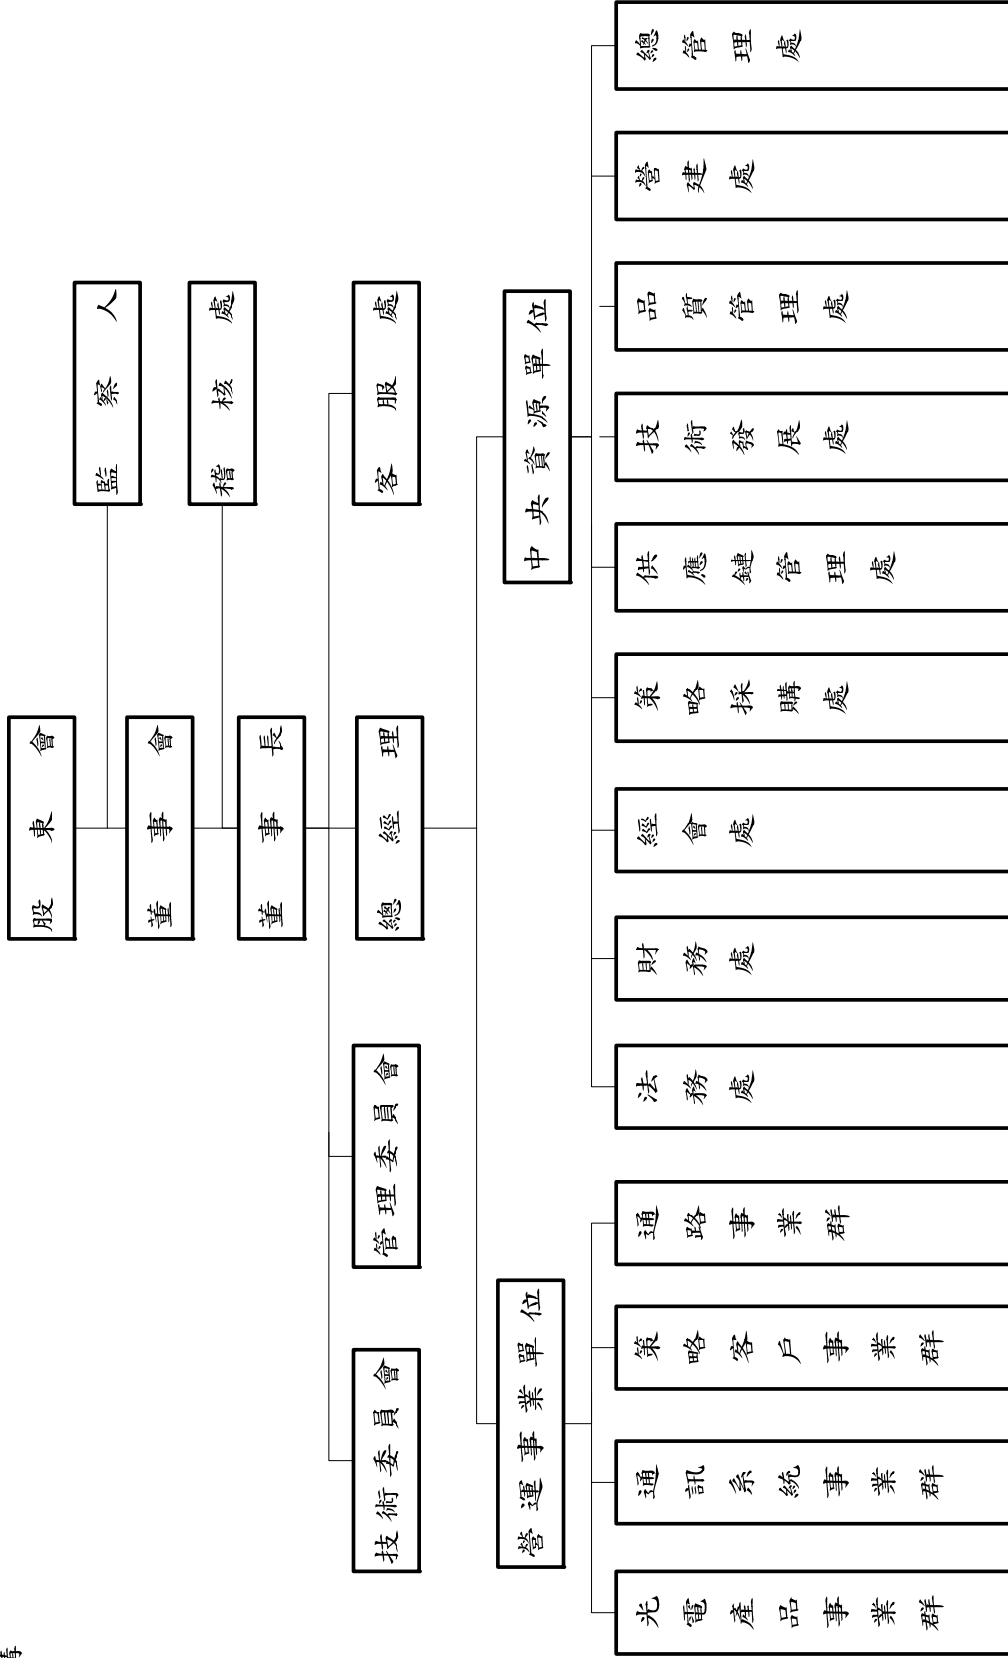 股東會
監察人
董事會
稽核處
董事長
技術委員會
管理委員會
總經理
客服處
營運事業單位
中央資源單位
光電產品事業群
通訊系統事業群
策略客戶事業群
通路事業群
法務處
財務處
經會處
策略採購處
供應鏈管理處
技術發展處
品質管理處
營建處
總管理處